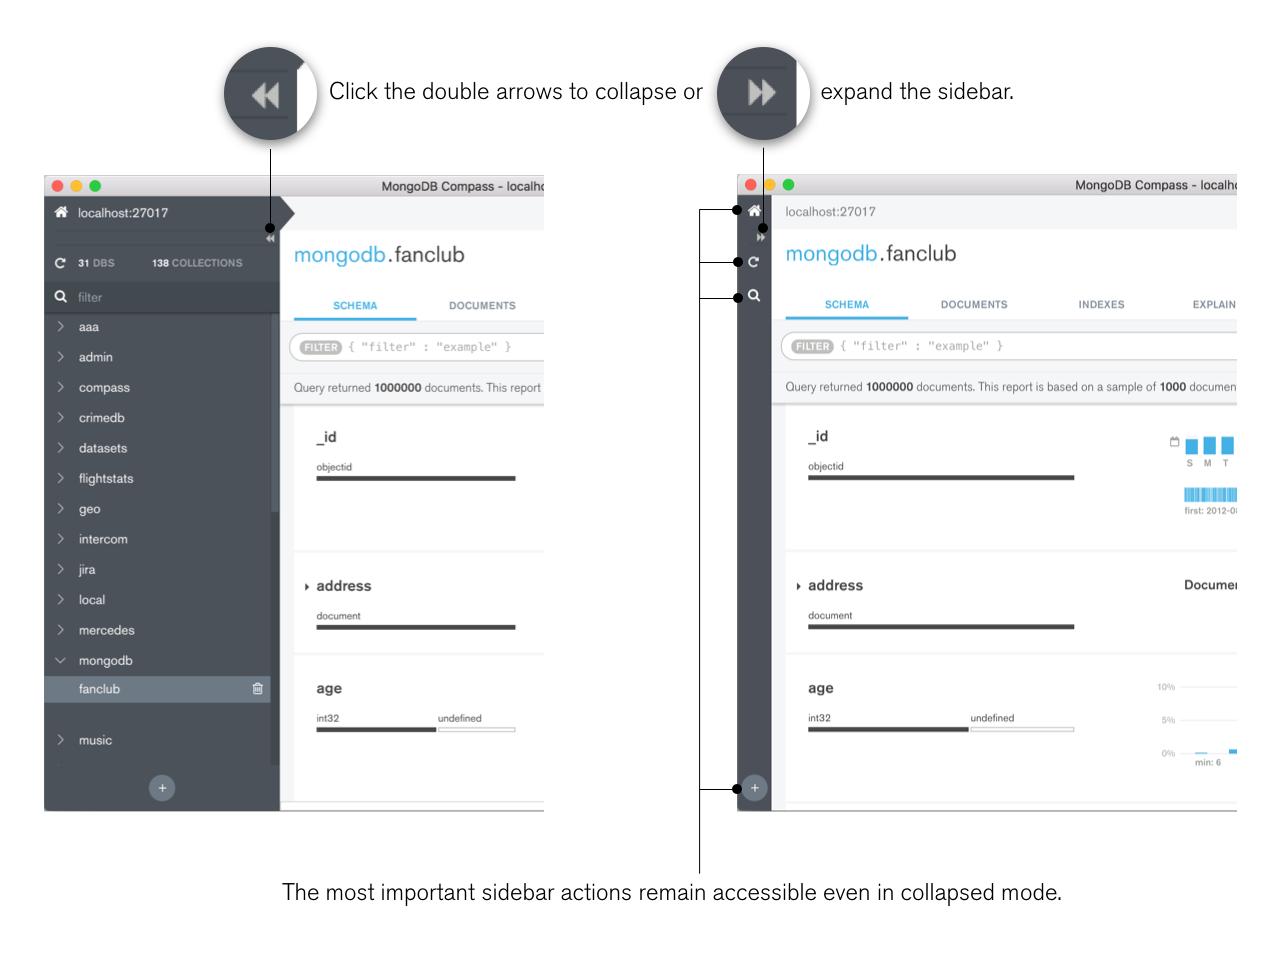 Click the double arrows to collapse or expand the sidebar.
MongoDB Compass - localho
localhost:27017
31 DBS 138 COLLECTIONS
filter
aaa
admin
compass
crimedb
datasets
flightstats
geo
intercom
jira
local
mercedes
mongodb
fanclub
music
+
mongodb.fanclub
SCHEMA DOCUMENTS
FILTER { "filter" : "example" }
Query returned 1000000 documents. This report
_id
objectid
address
document
age
int32 undefined
MongoDB Compass - localho
localhost:27017
mongodb.fanclub
SCHEMA DOCUMENTS INDEXES EXPLAIN
FILTER { "filter" : "example" }
Query returned 1000000 documents. This report is based on a sample of 1000 documen
_id
objectid
S M T
first: 2012-08
address
document
Documen
age
int32 undefined
10%
5%
0%
min: 6
+
The most important sidebar actions remain accessible even in collapsed mode.